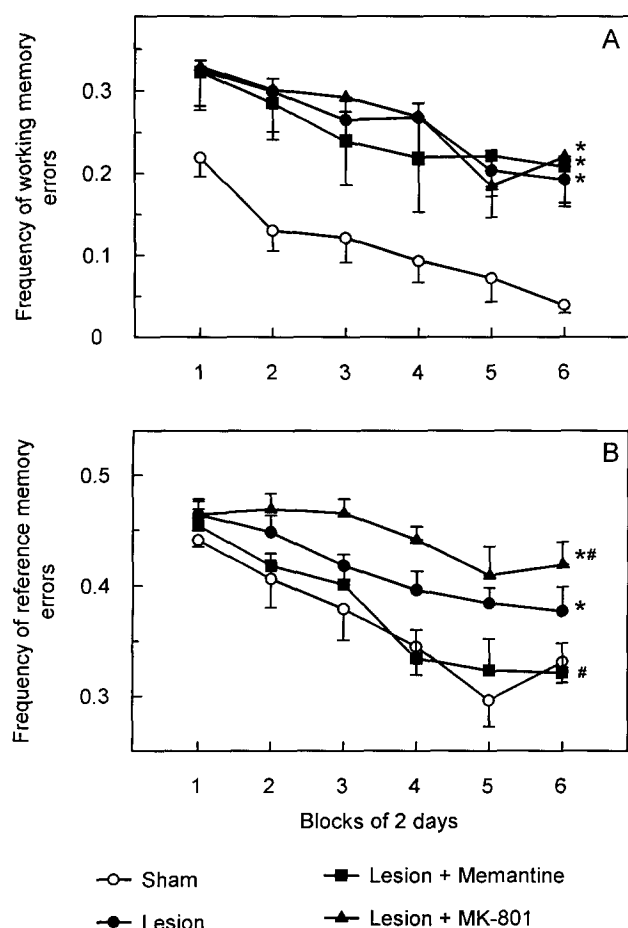 A
Frequency of working memory
errors
0.3
0.2
0.1
0
*
*
*
1 2 3 4 5 6
B
Frequency of reference memory
errors
0.5
0.4
0.3
*#
*
#
1 2 3 4 5 6
Blocks of 2 days
Sham
Lesion + Memantine
Lesion
Lesion + MK-801